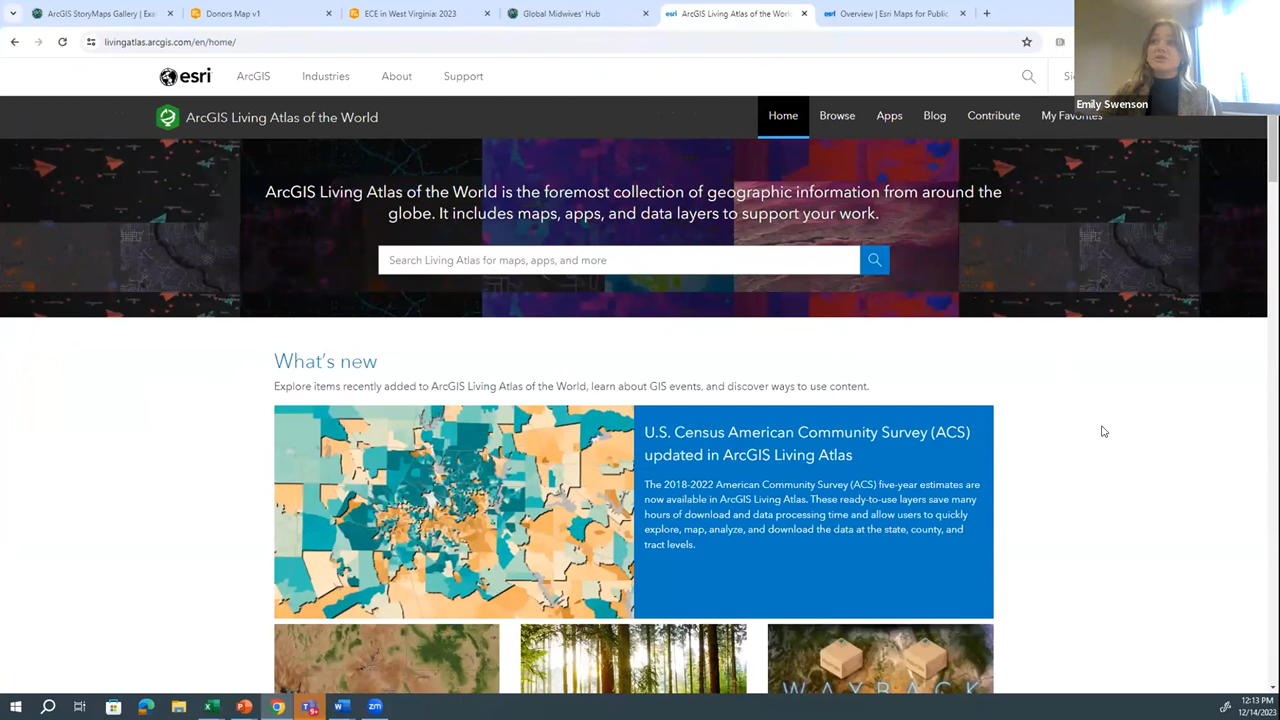 ArcGIS StoryMaps Gallery | Exa
Donors Map v1
ECE in West Virginia: 2023
Global Midwives' Hub
esri ArcGIS Living Atlas of the Wo
esri Overview | Esri Maps for Public
livingatlas.arcgis.com/en/home/
esri
ArcGIS
Industries
About
Support
Emily Swenson
ArcGIS Living Atlas of the World
Home
Browse
Apps
Blog
Contribute
My Favorites
ArcGIS Living Atlas of the World is the foremost collection of geographic information from around the
globe. It includes maps, apps, and data layers to support your work.
Search Living Atlas for maps, apps, and more
What's new
Explore items recently added to ArcGIS Living Atlas of the World, learn about GIS events, and discover ways to use content.
U.S. Census American Community Survey (ACS)
updated in ArcGIS Living Atlas
The 2018-2022 American Community Survey (ACS) five-year estimates are
now available in ArcGIS Living Atlas. These ready-to-use layers save many
hours of download and data processing time and allow users to quickly
explore, map, analyze, and download the data at the state, county, and
tract levels.
WAYBACK
12:13 PM
12/14/2023